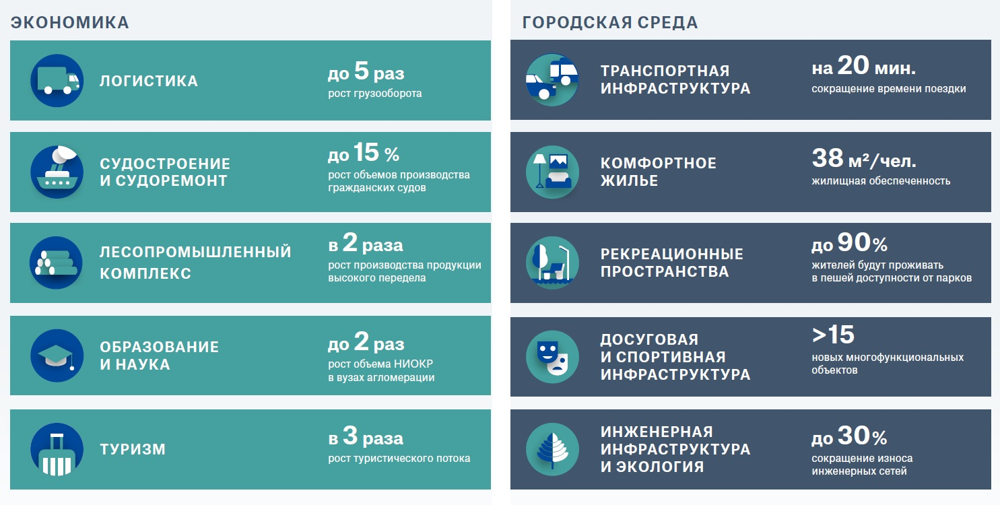 ЭКОНОМИКА
ЛОГИСТИКА
до 5 раз
рост грузооборота
СУДОСТРОЕНИЕ
И СУДОРЕМОНТ
до 15 %
рост объемов производства
гражданских судов
ЛЕСОПРОМЫШЛЕННЫЙ
КОМПЛЕКС
в 2 раза
рост производства продукции
высокого передела
ОБРАЗОВАНИЕ
И НАУКА
до 2 раз
рост объема НИОКР
в вузах агломерации
ТУРИЗМ
в 3 раза
рост туристического потока
ГОРОДСКАЯ СРЕДА
ТРАНСПОРТНАЯ
ИНФРАСТРУКТУРА
на 20 мин.
сокращение времени поездки
КОМФОРТНОЕ
ЖИЛЬЕ
38 м²/чел.
жилищная обеспеченность
РЕКРЕАЦИОННЫЕ
ПРОСТРАНСТВА
до 90%
жителей будут проживать
в пешей доступности от парков
ДОСУГОВАЯ
И СПОРТИВНАЯ
ИНФРАСТРУКТУРА
>15
новых многофункциональных
объектов
ИНЖЕНЕРНАЯ
ИНФРАСТРУКТУРА
И ЭКОЛОГИЯ
до 30%
сокращение износа
инженерных сетей